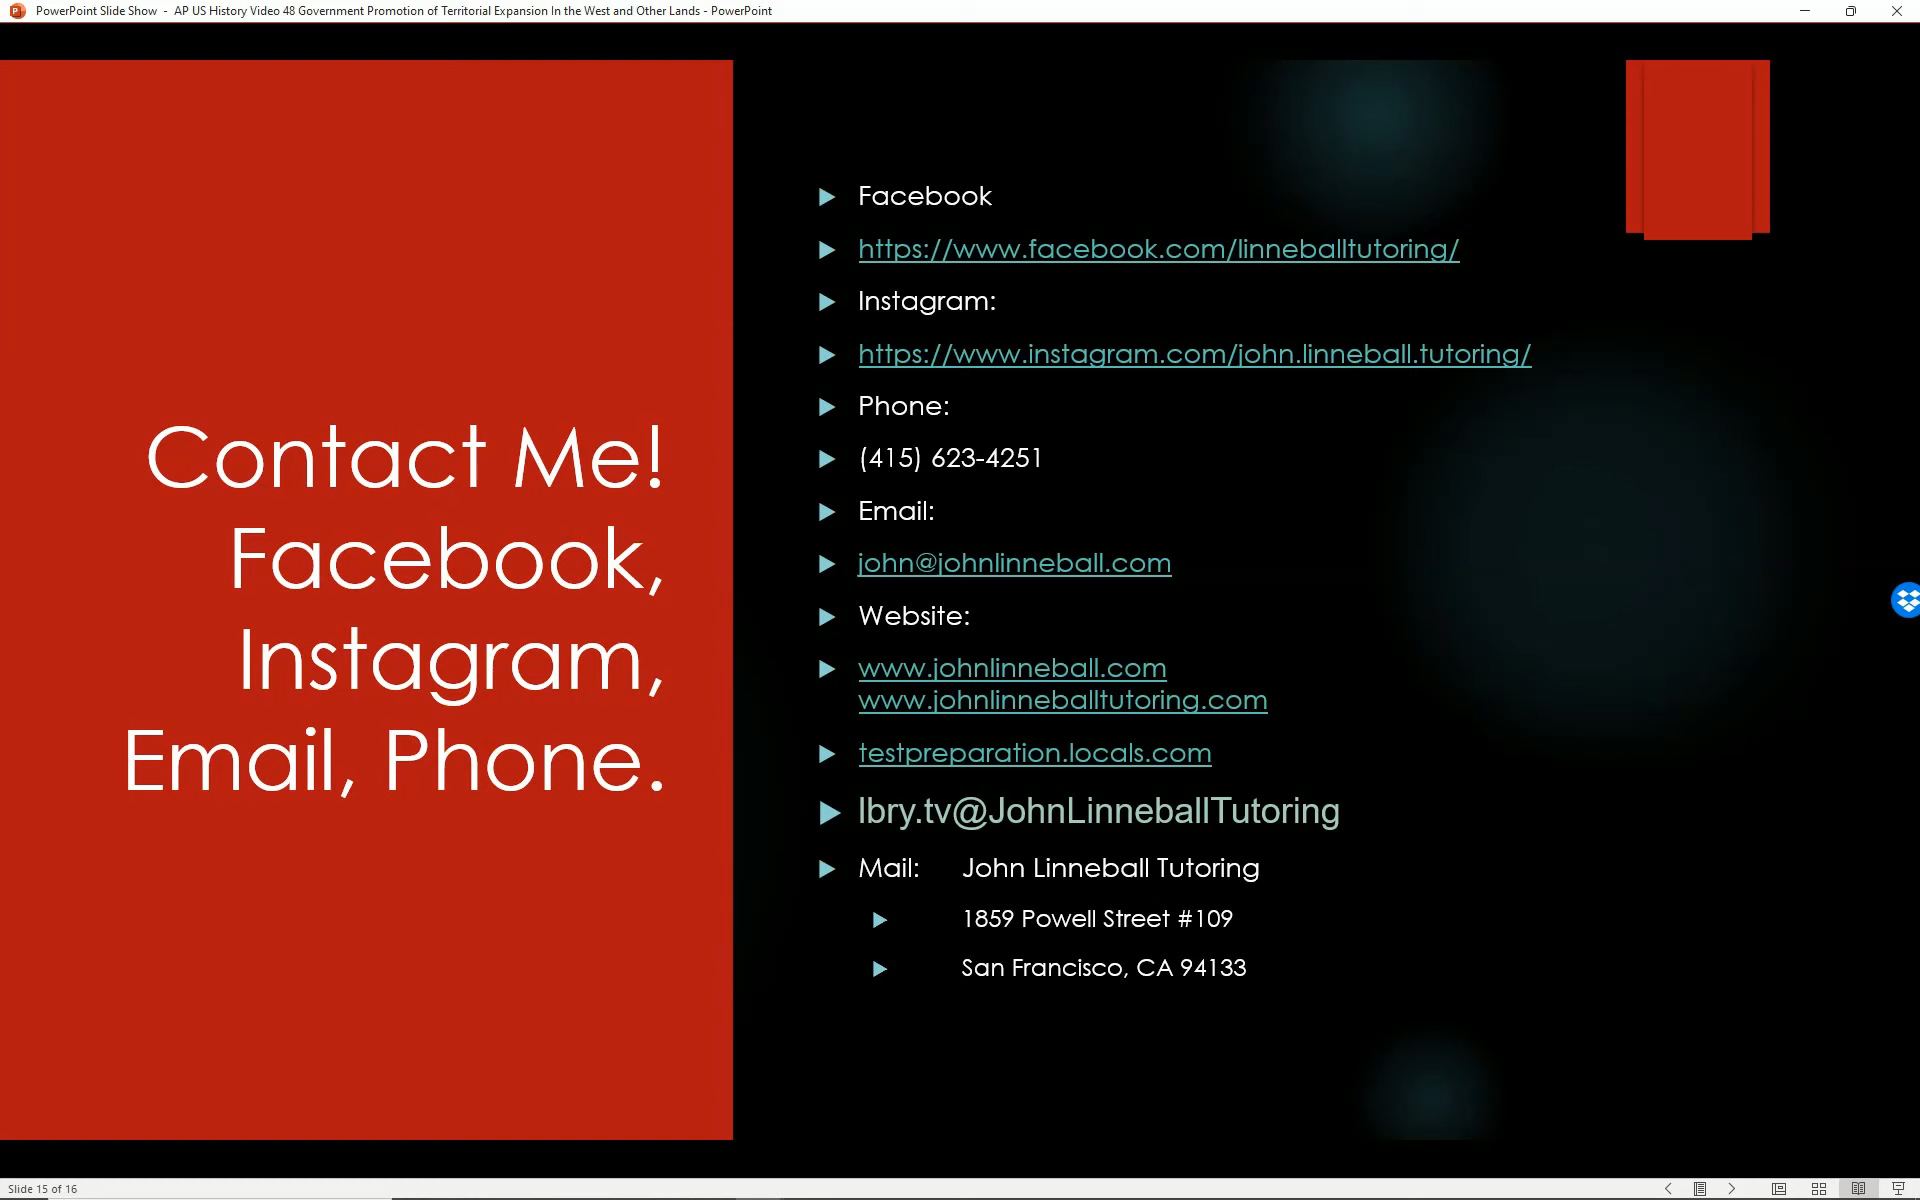 PowerPoint Slide Show - AP US History Video 48 Government Promotion of Territorial Expansion In the West and Other Lands - PowerPoint
Contact Me!
Facebook,
Instagram,
Email, Phone.
Facebook
https://www.facebook.com/linneballtutoring/
Instagram:
https://www.instagram.com/john.linneball.tutoring/
Phone:
(415) 623-4251
Email:
john@johnlinneball.com
Website:
www.johnlinneball.com
www.johnlinneballtutoring.com
testpreparation.locals.com
lbry.tv@JohnLinneballTutoring
Mail: John Linneball Tutoring
1859 Powell Street #109
San Francisco, CA 94133
Slide 15 of 16